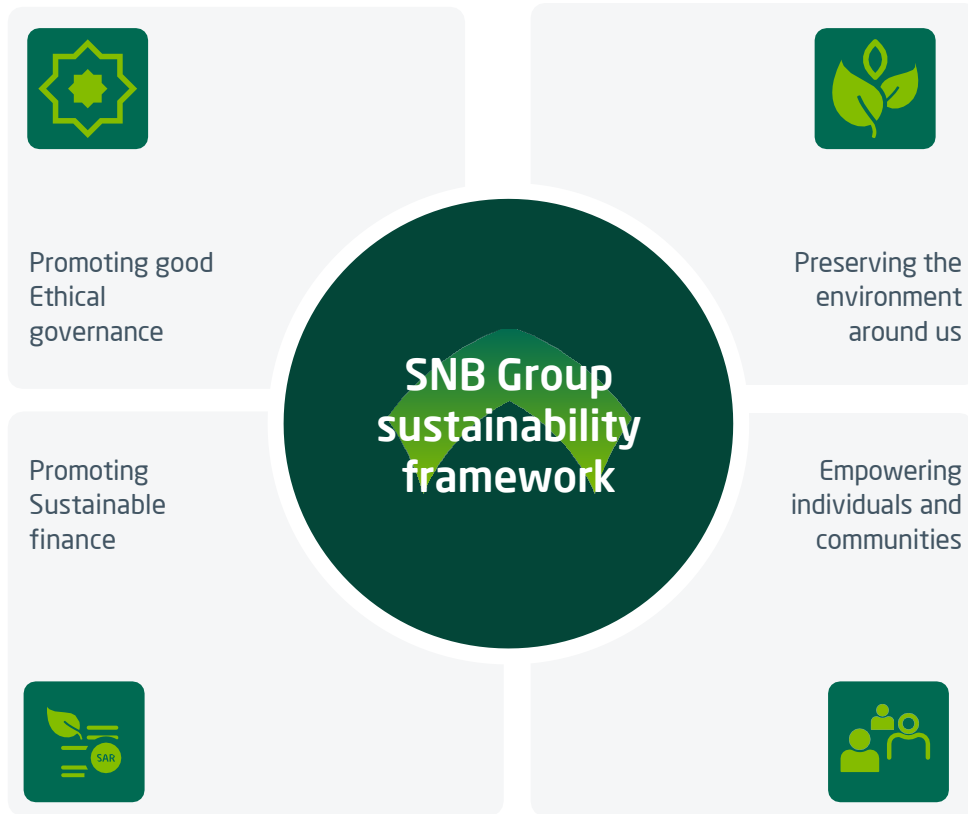 Promoting good
Ethical
governance
Preserving the
environment
around us
SNB Group
sustainability
framework
Promoting
Sustainable
finance
Empowering
individuals and
communities
SAR